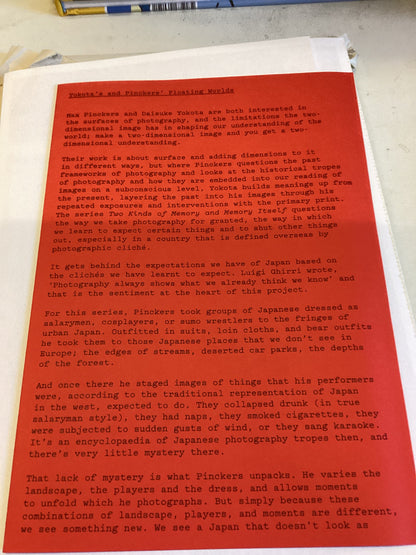 Yokota's and Pinckers' Floating Worlds
Max Pinckers and Daisuke Yokota are both interested in
the surfaces of photography, and the limitations the two-
dimensional image has in shaping our understanding of the
world; make a two-dimensional image and you get a two-
dimensional understanding.
Their work is about surface and adding dimensions to it
in different ways, but where Pinckers questions the past
frameworks of photography and looks at the historical tropes
of photography and how they are embedded into our reading of
images on a subconscious level, Yokota builds meanings up from
the present, layering the past into his images through his
repeated exposures and interventions with the primary print.
The series Two Kinds of Memory and Memory Itself questions
the way we take photography for granted, the way in which
we learn to expect certain things and to shut other things
out, especially in a country that is defined overseas by
photographic cliché.
It gets behind the expectations we have of Japan based on
the clichés we have learnt to expect. Luigi Ghirri wrote,
'Photography always shows what we already think we know' and
that is the sentiment at the heart of this project.
For this series, Pinckers took groups of Japanese dressed as
salarymen, cosplayers, or sumo wrestlers to the fringes of
urban Japan. Outfitted in suits, loin cloths, and bear outfits
he took them to those Japanese places that we don't see in
Europe; the edges of streams, deserted car parks, the depths
of the forest.
And once there he staged images of things that his performers
were, according to the traditional representation of Japan
in the west, expected to do. They collapsed drunk (in true
salaryman style), they had naps, they smoked cigarettes, they
were subjected to sudden gusts of wind, or they sang karaoke.
It's an encyclopaedia of Japanese photography tropes then, and
there's very little mystery there.
That lack of mystery is what Pinckers unpacks. He varies the
landscape, the players and the dress, and allows moments
to unfold which he photographs. But simply because these
combinations of landscape, players, and moments are different,
we see something new. We see a Japan that doesn't look as